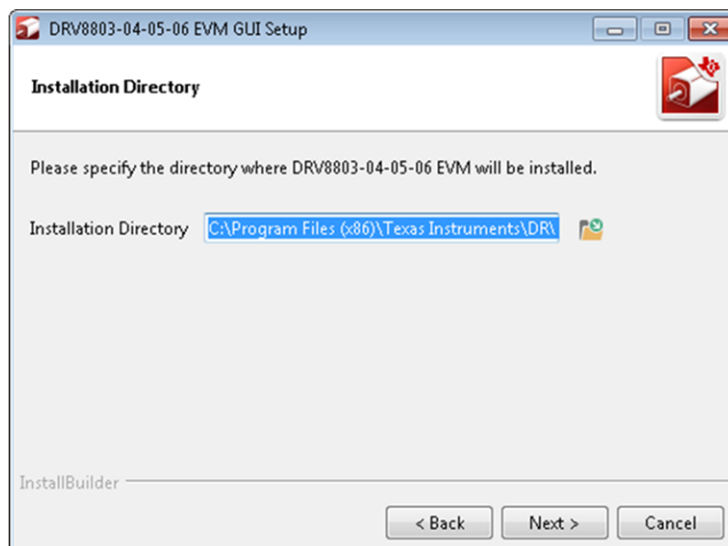 DRV8803-04-05-06 EVM GUI Setup
Installation Directory
Please specify the directory where DRV8803-04-05-06 EVM will be installed.
Installation Directory C:\Program Files (x86)\Texas Instruments\DR\
InstallBuilder
< Back Next > Cancel